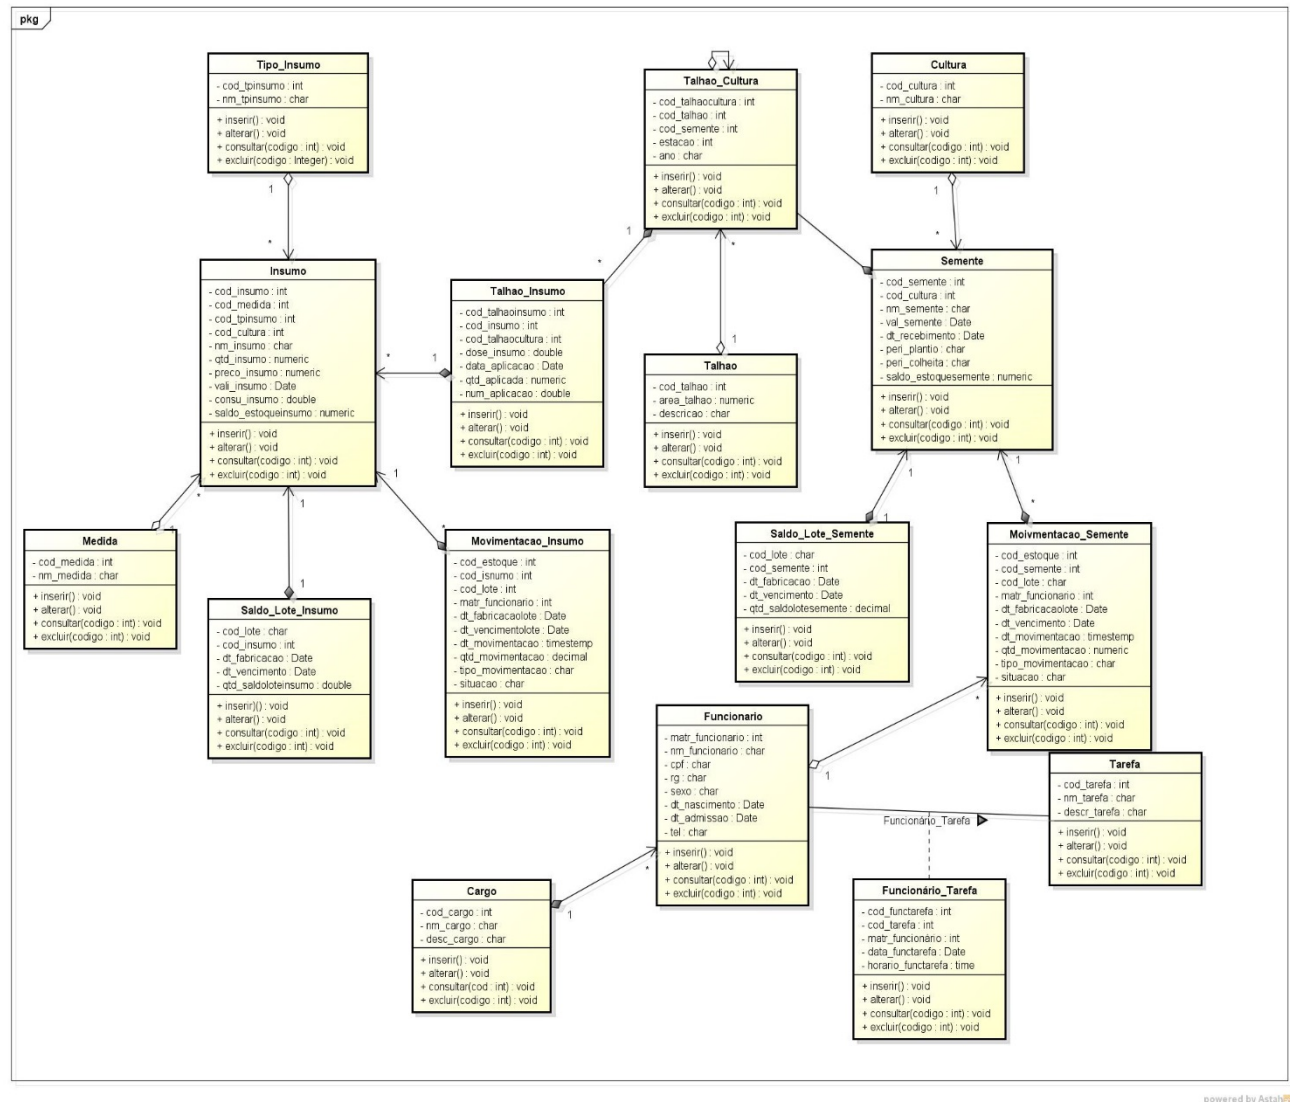 pkg
Tipo_Insumo
- cod_tpinsumo : int
- nm_tpinsumo : char
+ inserir() : void
+ alterar() : void
+ consultar(codigo : int) : void
+ excluir(codigo : Integer) : void
1
*
Talhao_Cultura
- cod_talhaocultura : int
- cod_talhao : int
- cod_semente : int
- estacao : int
- ano : char
+ inserir() : void
+ alterar() : void
+ consultar(codigo : int) : void
+ excluir(codigo : int) : void
1
*
*
Cultura
- cod_cultura : int
- nm_cultura : char
+ inserir() : void
+ alterar() : void
+ consultar(codigo : int) : void
+ excluir(codigo : int) : void
1
*
Insumo
- cod_insumo : int
- cod_medida : int
- cod_tpinsumo : int
- cod_cultura : int
- nm_insumo : char
- qtd_insumo : numeric
- preco_insumo : numeric
- vali_insumo : Date
- consu_insumo : double
- saldo_estoqueinsumo : numeric
+ inserir() : void
+ alterar() : void
+ consultar(codigo : int) : void
+ excluir(codigo : int) : void
*
1
Talhao_Insumo
- cod_talhaoinsumo : int
- cod_insumo : int
- cod_talhaocultura : int
- dose_insumo : double
- data_aplicacao : Date
- qtd_aplicada : numeric
- num_aplicacao : double
+ inserir() : void
+ alterar() : void
+ consultar(codigo : int) : void
+ excluir(codigo : int) : void
1
Talhao
- cod_talhao : int
- area_talhao : numeric
- descricao : char
+ inserir() : void
+ alterar() : void
+ consultar(codigo : int) : void
+ excluir(codigo : int) : void
Semente
- cod_semente : int
- cod_cultura : int
- nm_semente : char
- val_semente : Date
- dt_recebimento : Date
- peri_plantio : char
- peri_colheita : char
- saldo_estoquesemente : numeric
+ inserir() : void
+ alterar() : void
+ consultar(codigo : int) : void
+ excluir(codigo : int) : void
*
1
1
1
1
1
Medida
- cod_medida : int
- nm_medida : char
+ inserir() : void
+ alterar() : void
+ consultar(codigo : int) : void
+ excluir(codigo : int) : void
1
Saldo_Lote_Insumo
- cod_lote : char
- cod_insumo : int
- dt_fabricacao : Date
- dt_vencimento : Date
- qtd_saldoloteinsumo : double
+ inserir)() : void
+ alterar() : void
+ consultar(codigo : int) : void
+ excluir(codigo : int) : void
*
Movimentacao_Insumo
- cod_estoque : int
- cod_isnumo : int
- cod_lote : int
- matr_funcionario : int
- dt_fabricacaolote : Date
- dt_vencimentolote : Date
- dt_movimentacao : timestemp
- qtd_movimentacao : decimal
- tipo_movimentacao : char
- situacao : char
+ inserir() : void
+ alterar() : void
+ consultar(codigo : int) : void
+ excluir(codigo : int) : void
1
Saldo_Lote_Semente
- cod_lote : char
- cod_semente : int
- dt_fabricacao : Date
- dt_vencimento : Date
- qtd_saldolotesemente : decimal
+ inserir() : void
+ alterar() : void
+ consultar(codigo : int) : void
+ excluir(codigo : int) : void
*
Moivmentacao_Semente
- cod_estoque : int
- cod_semente : int
- cod_lote : char
- matr_funcionario : int
- dt_fabricacaolote : Date
- dt_vencimento : Date
- dt_movimentacao : timestemp
- qtd_movimentacao : numeric
- tipo_movimentacao : char
- situacao : char
+ inserir() : void
+ alterar() : void
+ consultar(codigo : int) : void
+ excluir(codigo : int) : void
*
1
Funcionario
- matr_funcionario : int
- nm_funcionario : char
- cpf : char
- rg : char
- sexo : char
- dt_nascimento : Date
- dt_admissao : Date
- tel : char
+ inserir() : void
+ alterar() : void
+ consultar(codigo : int) : void
+ excluir(codigo : int) : void
*
1
Funcionário_Tarefa
Tarefa
- cod_tarefa : int
- nm_tarefa : char
- descr_tarefa : char
+ inserir() : void
+ alterar() : void
+ consultar(codigo : int) : void
+ excluir(codigo : int) : void
Cargo
- cod_cargo : int
- nm_cargo : char
- desc_cargo : char
+ inserir() : void
+ alterar() : void
+ consultar(cod : int) : void
+ excluir(codigo : int) : void
Funcionário_Tarefa
- cod_functarefa : int
- cod_tarefa : int
- matr_funcionário : int
- data_functarefa : Date
- horario_functarefa : time
+ inserir() : void
+ alterar() : void
+ consultar(codigo : int) : void
+ excluir(codigo : int) : void
powered by Astah